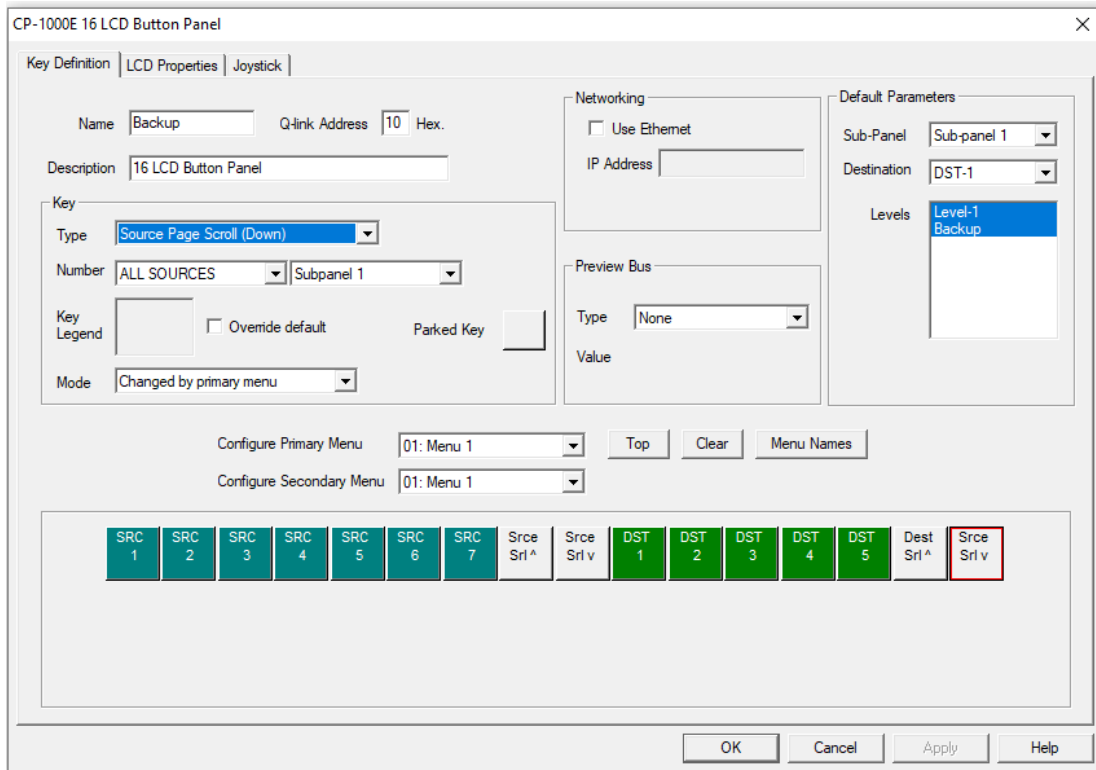 CP-1000E 16 LCD Button Panel
Key Definition LCD Properties Joystick
Name Backup Q-link Address 10 Hex.
Description 16 LCD Button Panel
Key
Type Source Page Scroll (Down)
Number ALL SOURCES Subpanel 1
Key Legend Override default Parked Key
Mode Changed by primary menu
Networking
Use Ethernet
IP Address
Preview Bus
Type None
Value
Default Parameters
Sub-Panel Sub-panel 1
Destination DST-1
Levels Level-1
Backup
Configure Primary Menu 01: Menu 1 Top Clear Menu Names
Configure Secondary Menu 01: Menu 1
SRC SRC SRC SRC SRC SRC SRC Srce Srce DST DST DST DST DST Dest Srce
1 2 3 4 5 6 7 Srl ^ Srl v 1 2 3 4 5 Srl ^ Srl v
OK Cancel Apply Help